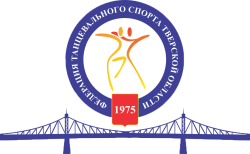 ФЕДЕРАЦИЯ ТАНЦЕВАЛЬНОГО СПОРТА ТВЕРСКОЙ ОБЛАСТИ
1975